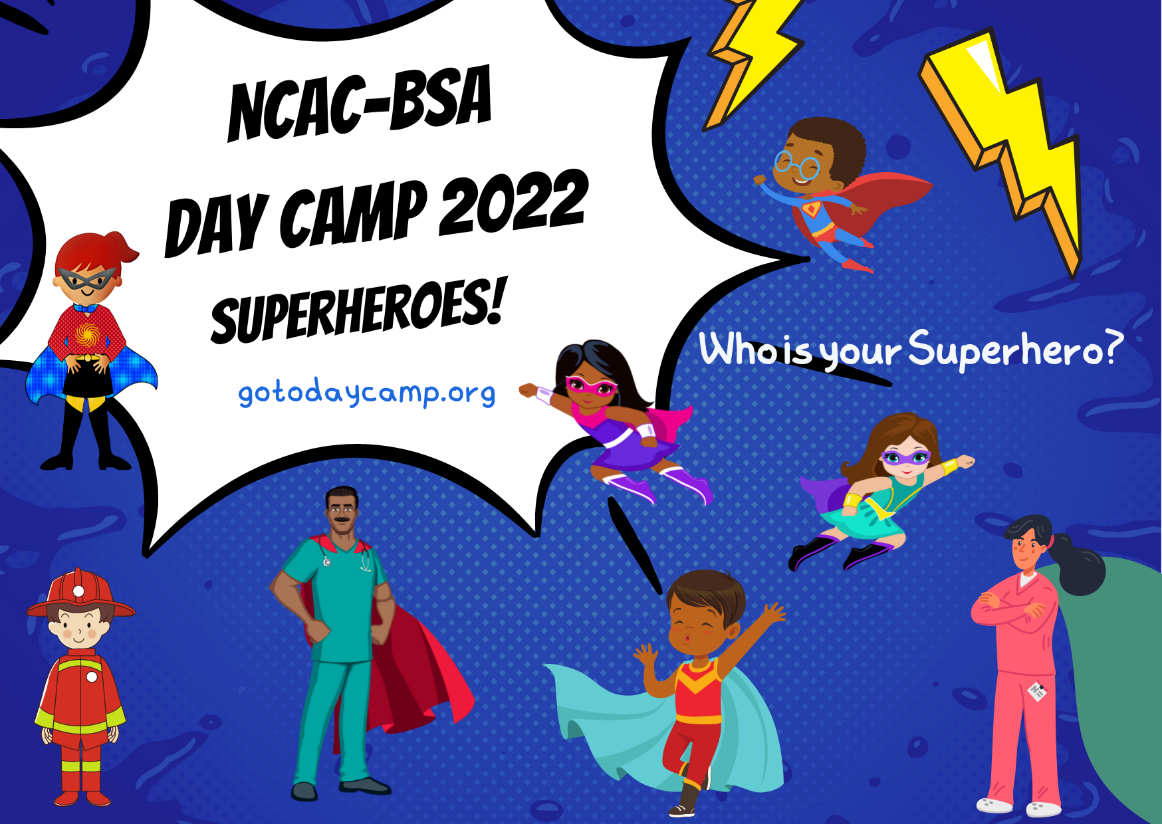 NCAC-BSA
DAY CAMP 2022
SUPERHEROES!
gotodaycamp.org
Who is your Superhero?